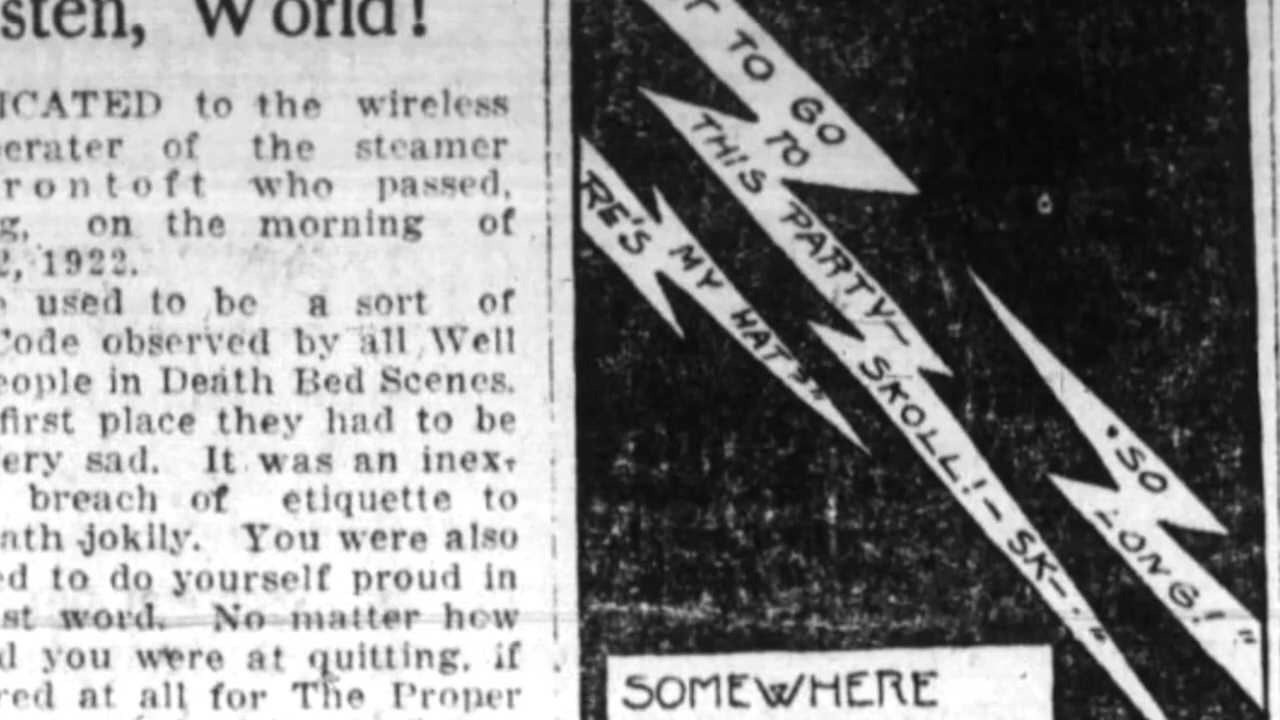 sten, World!
ICATED to the wireless
erater of the steamer
rontoft who passed,
g, on the morning of
2, 1922.
used to be a sort of
Code observed by all Well
eople in Death Bed Scenes.
first place they had to be
ery sad. It was an inex-
breach of etiquette to
ath jokily. You were also
ed to do yourself proud in
st word. No matter how
d you were at quitting, if
red at all for The Proper
TO GO
TO
THIS PARTY—
SKOLL!—SK—."
RE'S MY HAT?"
"SO
LONG!"
SOMEWHERE